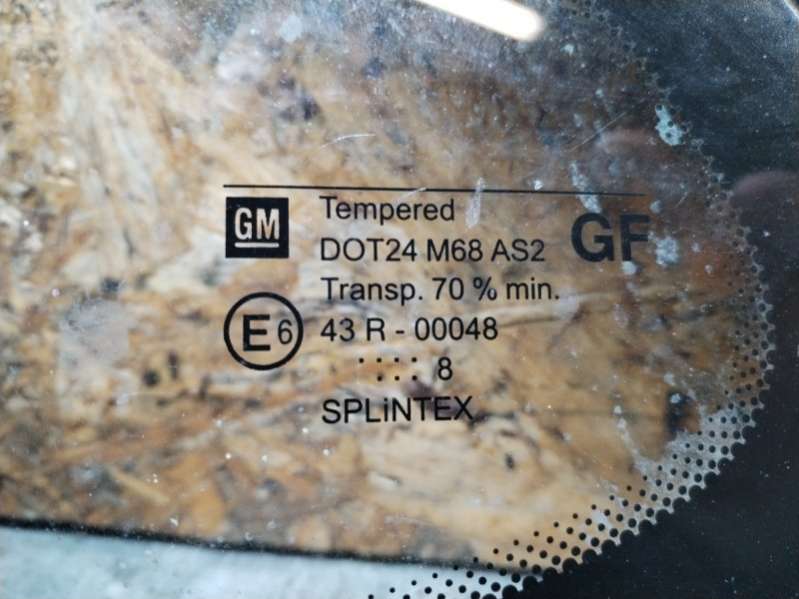 GM
Tempered
DOT24 M68 AS2
GF
Transp. 70 % min.
E6
43 R - 00048
8
SPLiNTEX